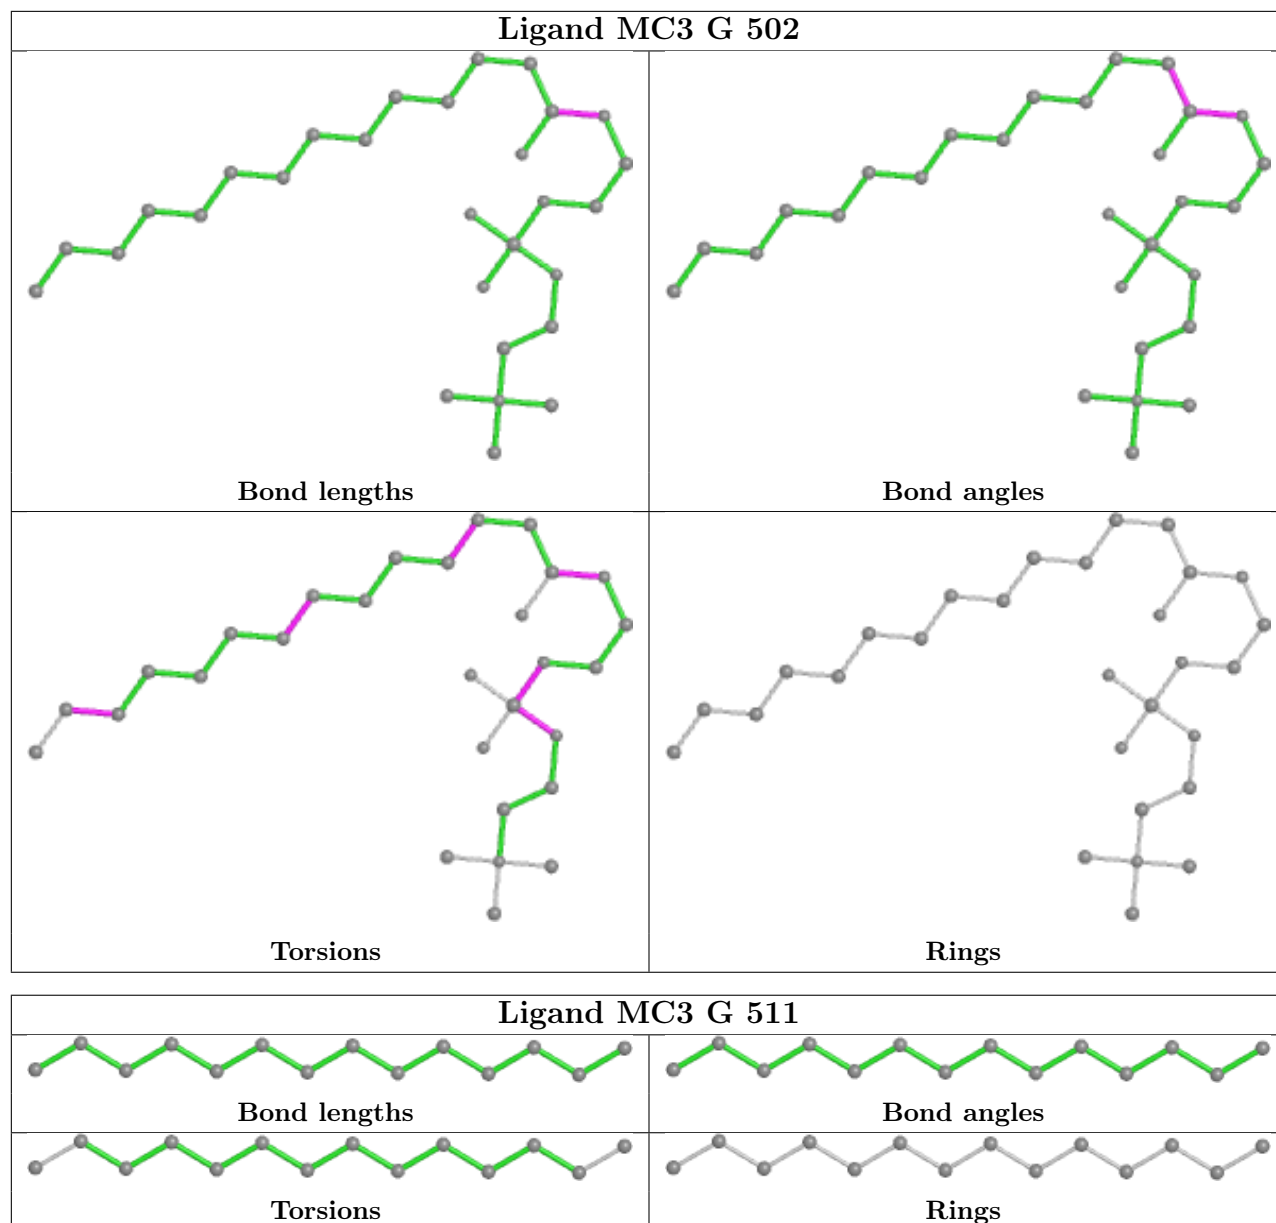 Ligand MC3 G 502
Bond lengths
Bond angles
Torsions
Rings
Ligand MC3 G 511
Bond lengths
Bond angles
Torsions
Rings